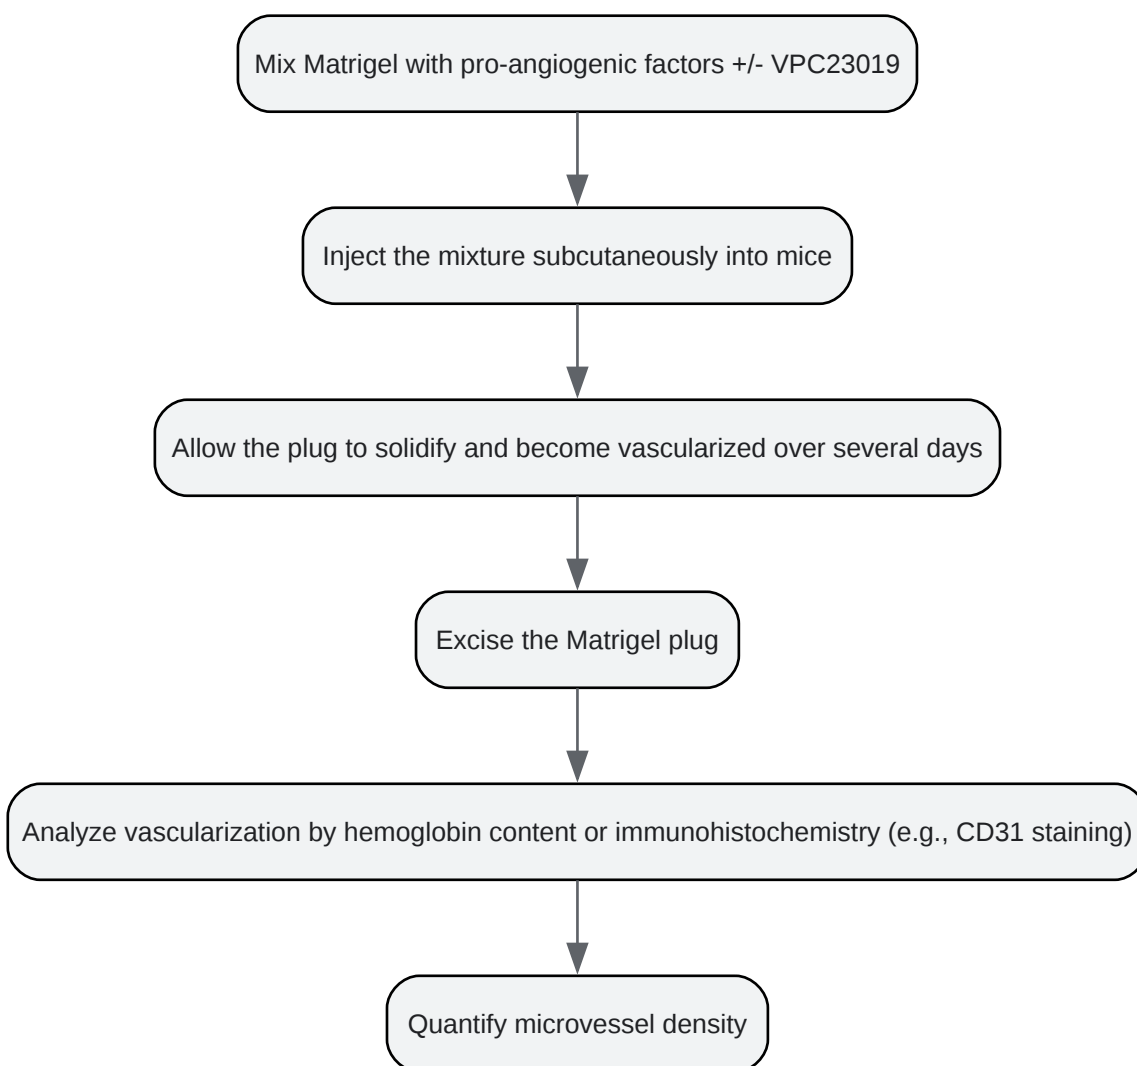 Mix Matrigel with pro-angiogenic factors +/- VPC23019
Inject the mixture subcutaneously into mice
Allow the plug to solidify and become vascularized over several days
Excise the Matrigel plug
Analyze vascularization by hemoglobin content or immunohistochemistry (e.g., CD31 staining)
Quantify microvessel density